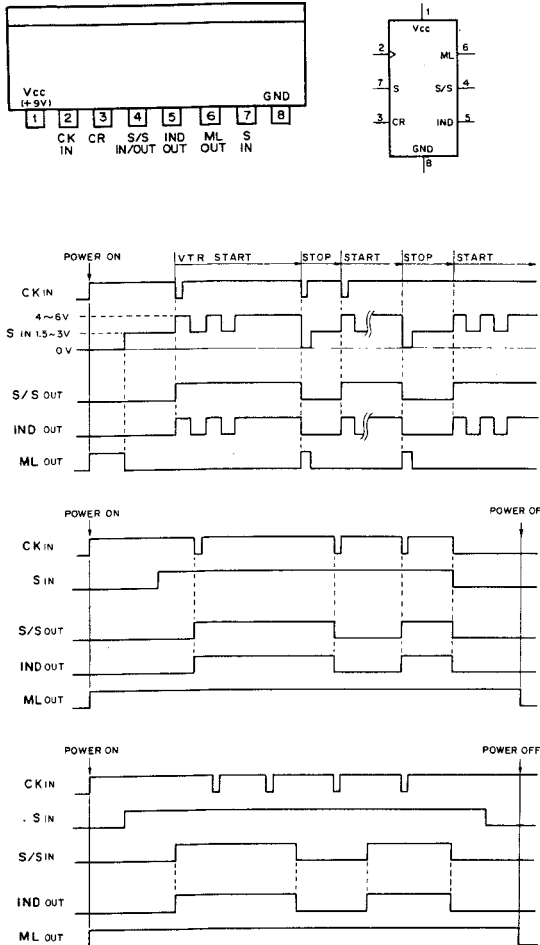 Vcc
(+9V)
GND
1 2 3 4 5 6 7 8
CK IN
CR
S/S IN/OUT
IND OUT
ML OUT
S IN
1
Vcc
2
ML
6
7
S
S/S
4
3
CR
IND
5
GND
8
POWER ON
VTR START
STOP
START
STOP
START
CK IN
4~6V
S IN 1.5~3V
0V
S/S OUT
IND OUT
ML OUT
POWER ON
POWER OF
CK IN
S IN
S/S OUT
IND OUT
ML OUT
POWER ON
POWER OFF
CK IN
S IN
S/S IN
IND OUT
ML OUT